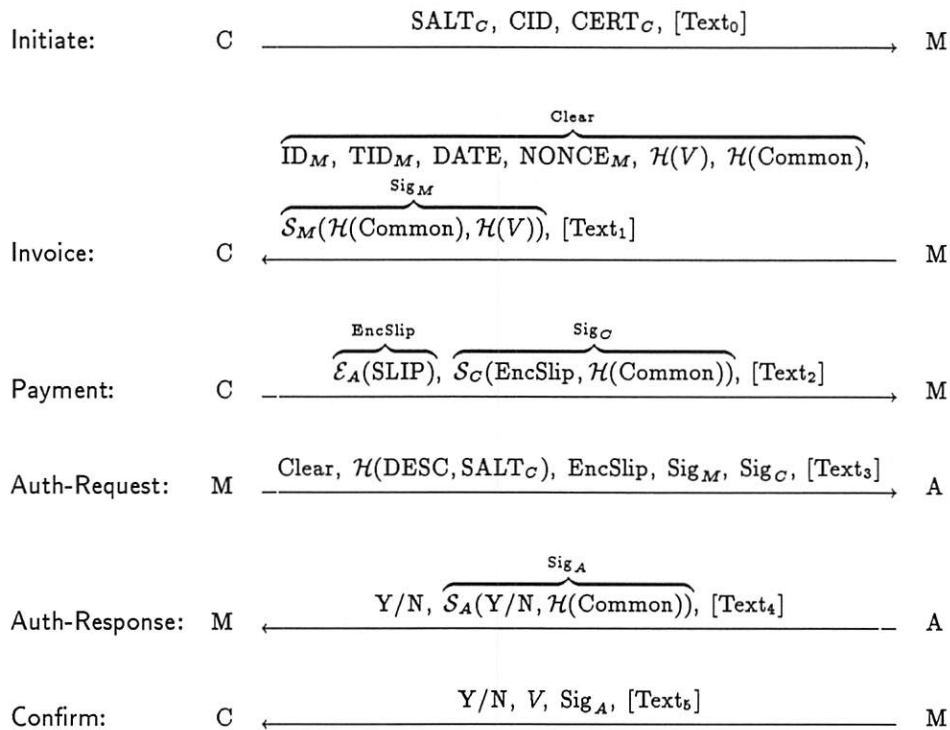 SALT_C, CID, CERT_C, [Text_0]
Initiate: C M
Clear
ID_M, TID_M, DATE, NONCE_M, ℋ(V), ℋ(Common),
Sig_M
𝒮_M(ℋ(Common), ℋ(V)), [Text_1]
Invoice: C M
EncSlip Sig_C
ℰ_A(SLIP), 𝒮_C(EncSlip, ℋ(Common)), [Text_2]
Payment: C M
Clear, ℋ(DESC, SALT_C), EncSlip, Sig_M, Sig_C, [Text_3]
Auth-Request: M A
Sig_A
Y/N, 𝒮_A(Y/N, ℋ(Common)), [Text_4]
Auth-Response: M A
Y/N, V, Sig_A, [Text_5]
Confirm: C M